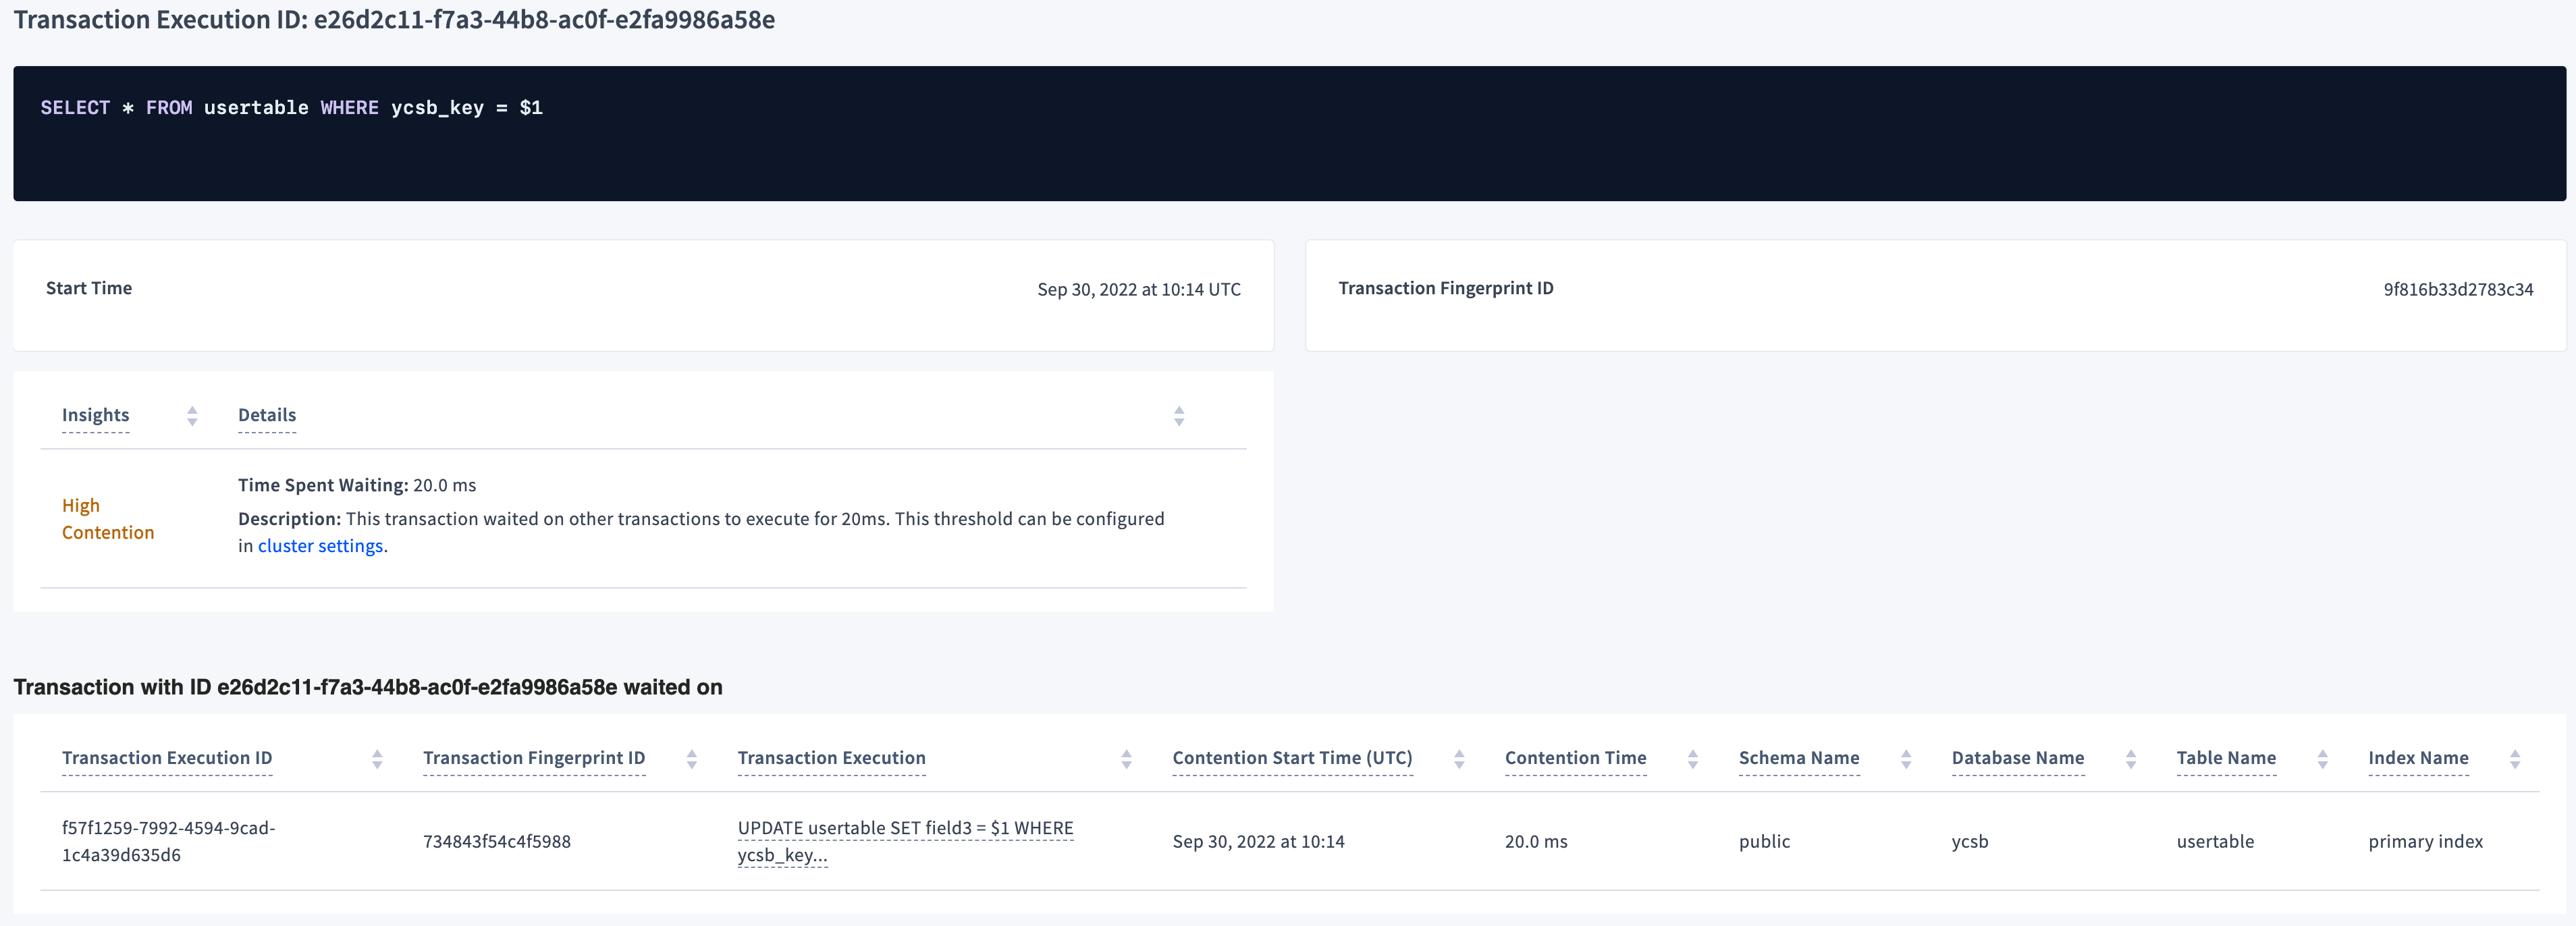 Transaction Execution ID: e26d2c11-f7a3-44b8-ac0f-e2fa9986a58e
SELECT * FROM usertable WHERE ycsb_key = $1
Start Time
Sep 30, 2022 at 10:14 UTC
Transaction Fingerprint ID
9f816b33d2783c34
Insights
Details
High
Contention
Time Spent Waiting: 20.0 ms
Description: This transaction waited on other transactions to execute for 20ms. This threshold can be configured
in cluster settings.
Transaction with ID e26d2c11-f7a3-44b8-ac0f-e2fa9986a58e waited on
Transaction Execution ID
Transaction Fingerprint ID
Transaction Execution
Contention Start Time (UTC)
Contention Time
Schema Name
Database Name
Table Name
Index Name
f57f1259-7992-4594-9cad-
1c4a39d635d6
734843f54c4f5988
UPDATE usertable SET field3 = $1 WHERE
ycsb_key...
Sep 30, 2022 at 10:14
20.0 ms
public
ycsb
usertable
primary index